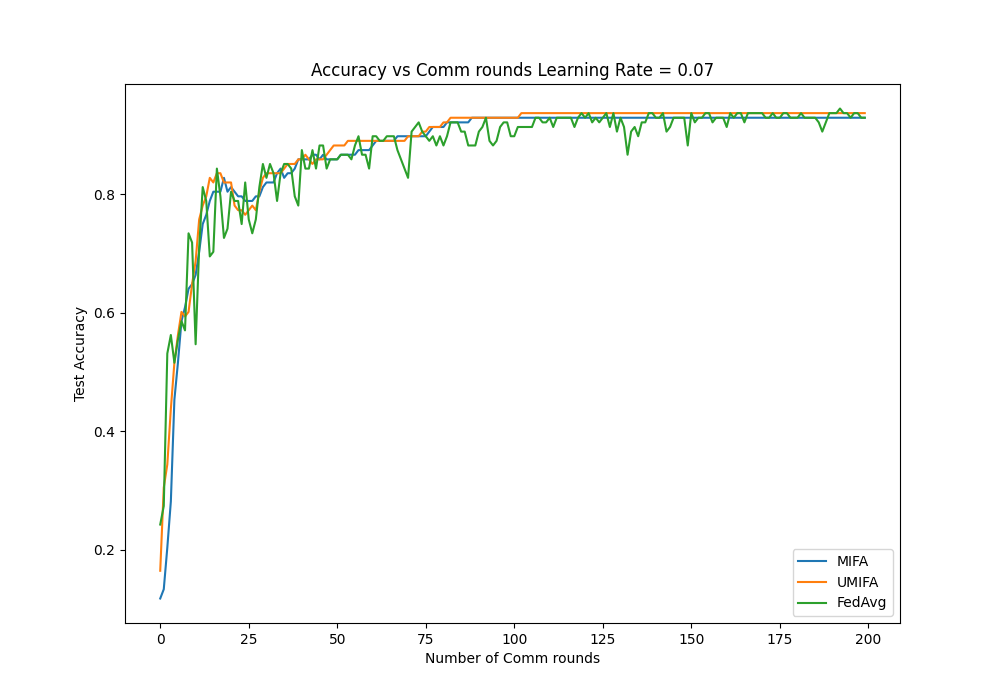 Accuracy vs Comm rounds Learning Rate = 0.07
Test Accuracy
0.8
0.6
0.4
0.2
0 25 50 75 100 125 150 175 200
Number of Comm rounds
MIFA
UMIFA
FedAvg